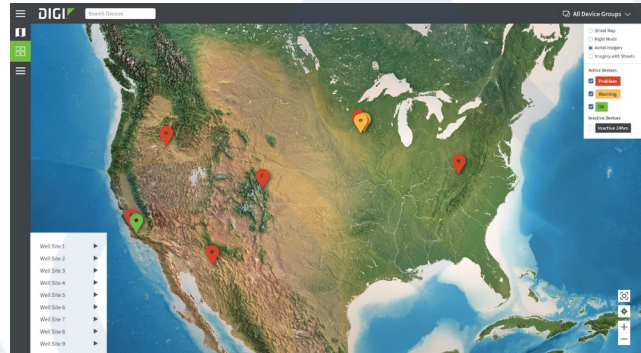 DIGI
Search Devices
All Device Groups
Street Map
Night Mode
Aerial Imagery
Imagery with Streets
Active Devices
Problem
Warning
OK
Inactive Devices
Inactive 24hrs
Well Site 1
Well Site 2
Well Site 3
Well Site 4
Well Site 5
Well Site 6
Well Site 7
Well Site 8
Well Site 9